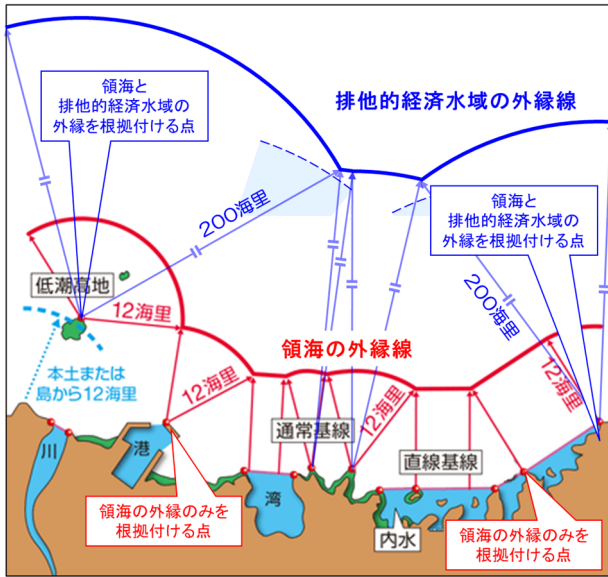 領海と
排他的経済水域の
外縁を根拠付ける点
排他的経済水域の外縁線
200海里
領海と
排他的経済水域の
外縁を根拠付ける点
200海里
低潮高地
12海里
領海の外縁線
本土または
島から12海里
12海里
12海里
12海里
通常基線
直線基線
川
港
湾
内水
領海の外縁のみを
根拠付ける点
領海の外縁のみを
根拠付ける点